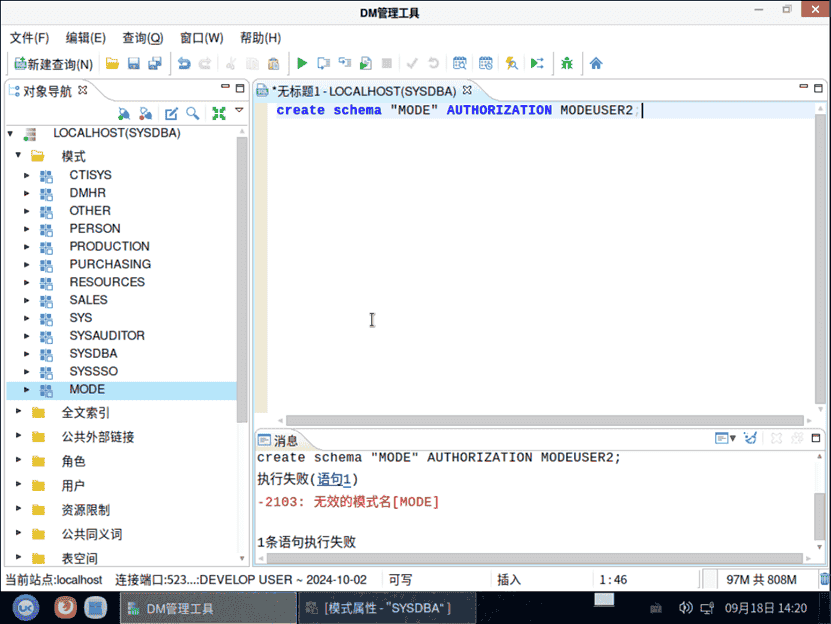 DM管理工具
文件(F) 编辑(E) 查询(Q) 窗口(W) 帮助(H)
新建查询(N)
对象导航
*无标题1 - LOCALHOST(SYSDBA)
LOCALHOST(SYSDBA)
模式
CTISYS
DMHR
OTHER
PERSON
PRODUCTION
PURCHASING
RESOURCES
SALES
SYS
SYSAUDITOR
SYSDBA
SYSSSO
MODE
全文索引
公共外部链接
角色
用户
资源限制
公共同义词
表空间
create schema "MODE" AUTHORIZATION MODEUSER2;
消息
create schema "MODE" AUTHORIZATION MODEUSER2;
执行失败(语句1)
-2103: 无效的模式名[MODE]
1条语句执行失败
当前站点:localhost 连接端口:523...:DEVELOP USER ~ 2024-10-02 可写 插入 1:46 97M 共 808M
DM管理工具 [模式属性 - "SYSDBA" ] 09月18日 14:20